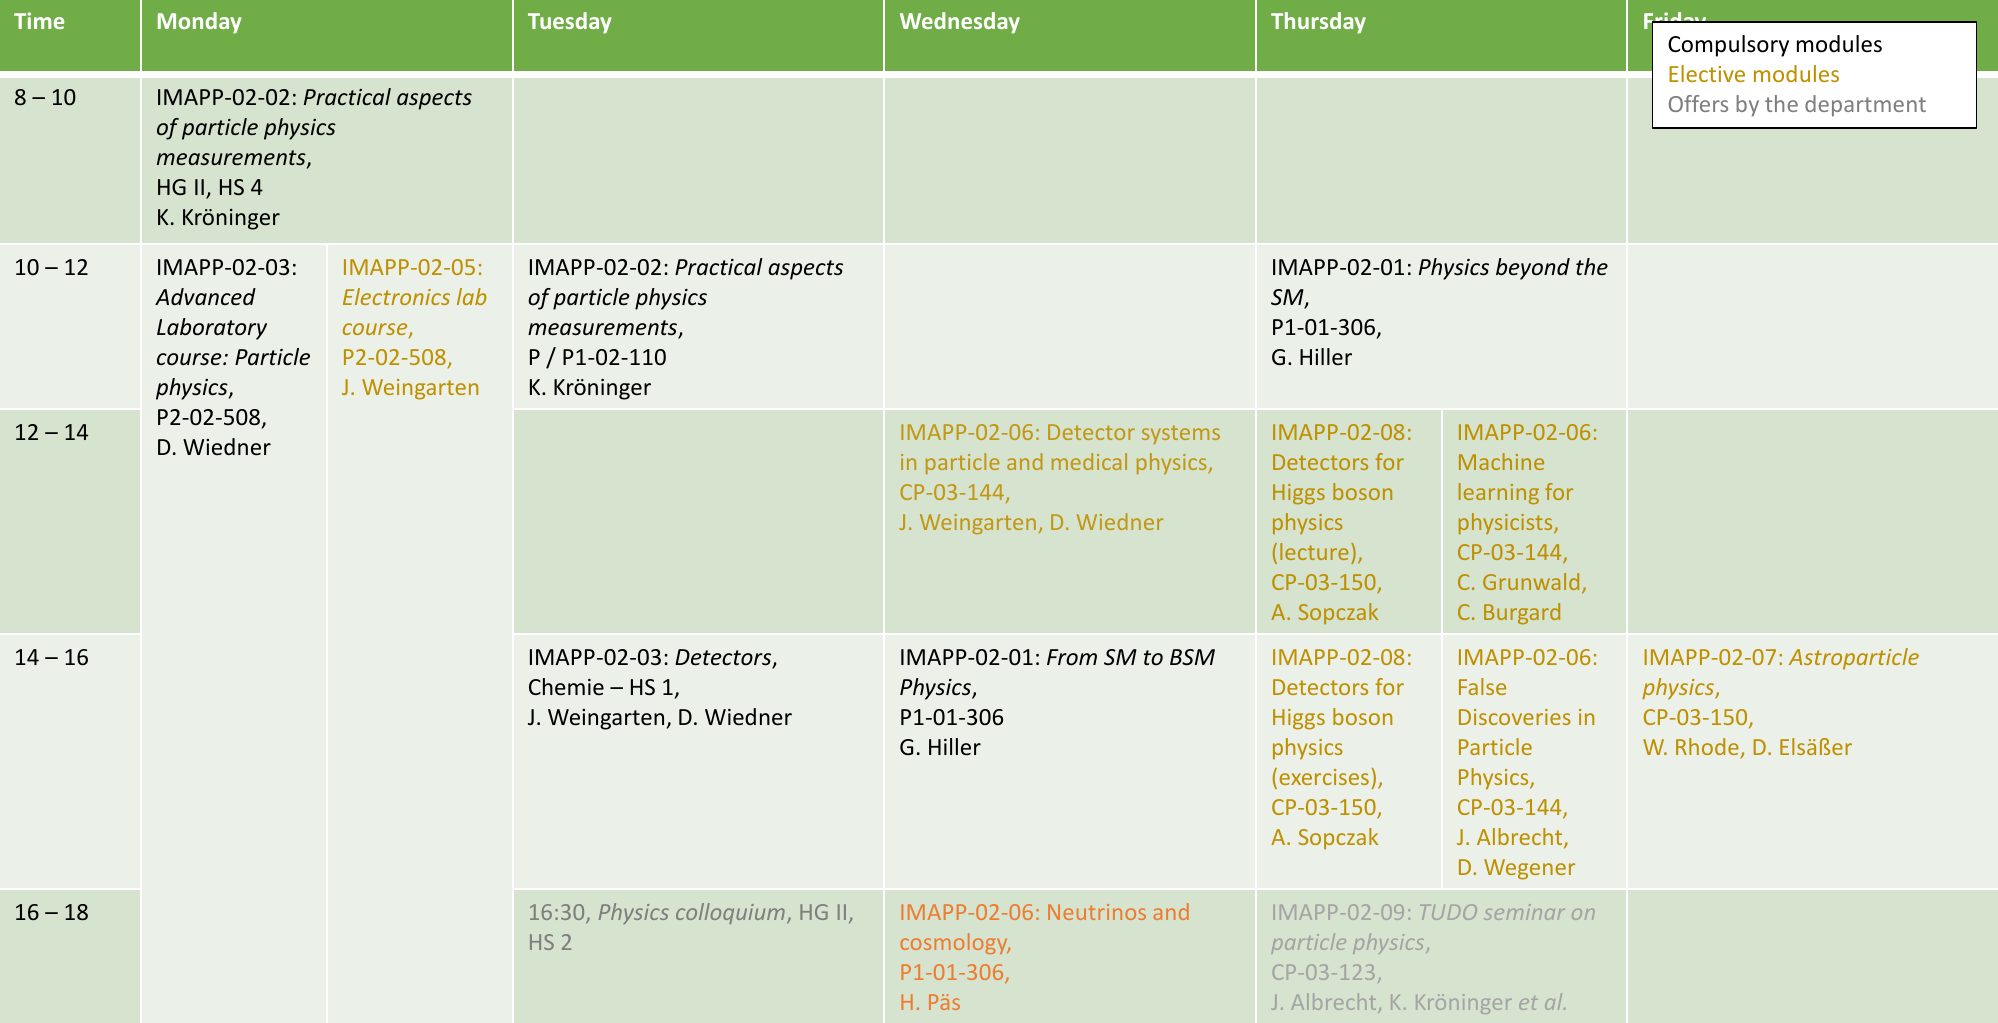 Time
Monday
Tuesday
Wednesday
Thursday
Friday
Compulsory modules
Elective modules
Offers by the department
8 – 10
IMAPP-02-02: Practical aspects
of particle physics
measurements,
HG II, HS 4
K. Kröninger
10 – 12
IMAPP-02-03:
Advanced
Laboratory
course: Particle
physics,
P2-02-508,
D. Wiedner
IMAPP-02-05:
Electronics lab
course,
P2-02-508,
J. Weingarten
IMAPP-02-02: Practical aspects
of particle physics
measurements,
P / P1-02-110
K. Kröninger
IMAPP-02-01: Physics beyond the
SM,
P1-01-306,
G. Hiller
12 – 14
IMAPP-02-06: Detector systems
in particle and medical physics,
CP-03-144,
J. Weingarten, D. Wiedner
IMAPP-02-08:
Detectors for
Higgs boson
physics
(lecture),
CP-03-150,
A. Sopczak
IMAPP-02-06:
Machine
learning for
physicists,
CP-03-144,
C. Grunwald,
C. Burgard
14 – 16
IMAPP-02-03: Detectors,
Chemie – HS 1,
J. Weingarten, D. Wiedner
IMAPP-02-01: From SM to BSM
Physics,
P1-01-306
G. Hiller
IMAPP-02-08:
Detectors for
Higgs boson
physics
(exercises),
CP-03-150,
A. Sopczak
IMAPP-02-06:
False
Discoveries in
Particle
Physics,
CP-03-144,
J. Albrecht,
D. Wegener
IMAPP-02-07: Astroparticle
physics,
CP-03-150,
W. Rhode, D. Elsäßer
16 – 18
16:30, Physics colloquium, HG II,
HS 2
IMAPP-02-06: Neutrinos and
cosmology,
P1-01-306,
H. Päs
IMAPP-02-09: TUDO seminar on
particle physics,
CP-03-123,
J. Albrecht, K. Kröninger et al.